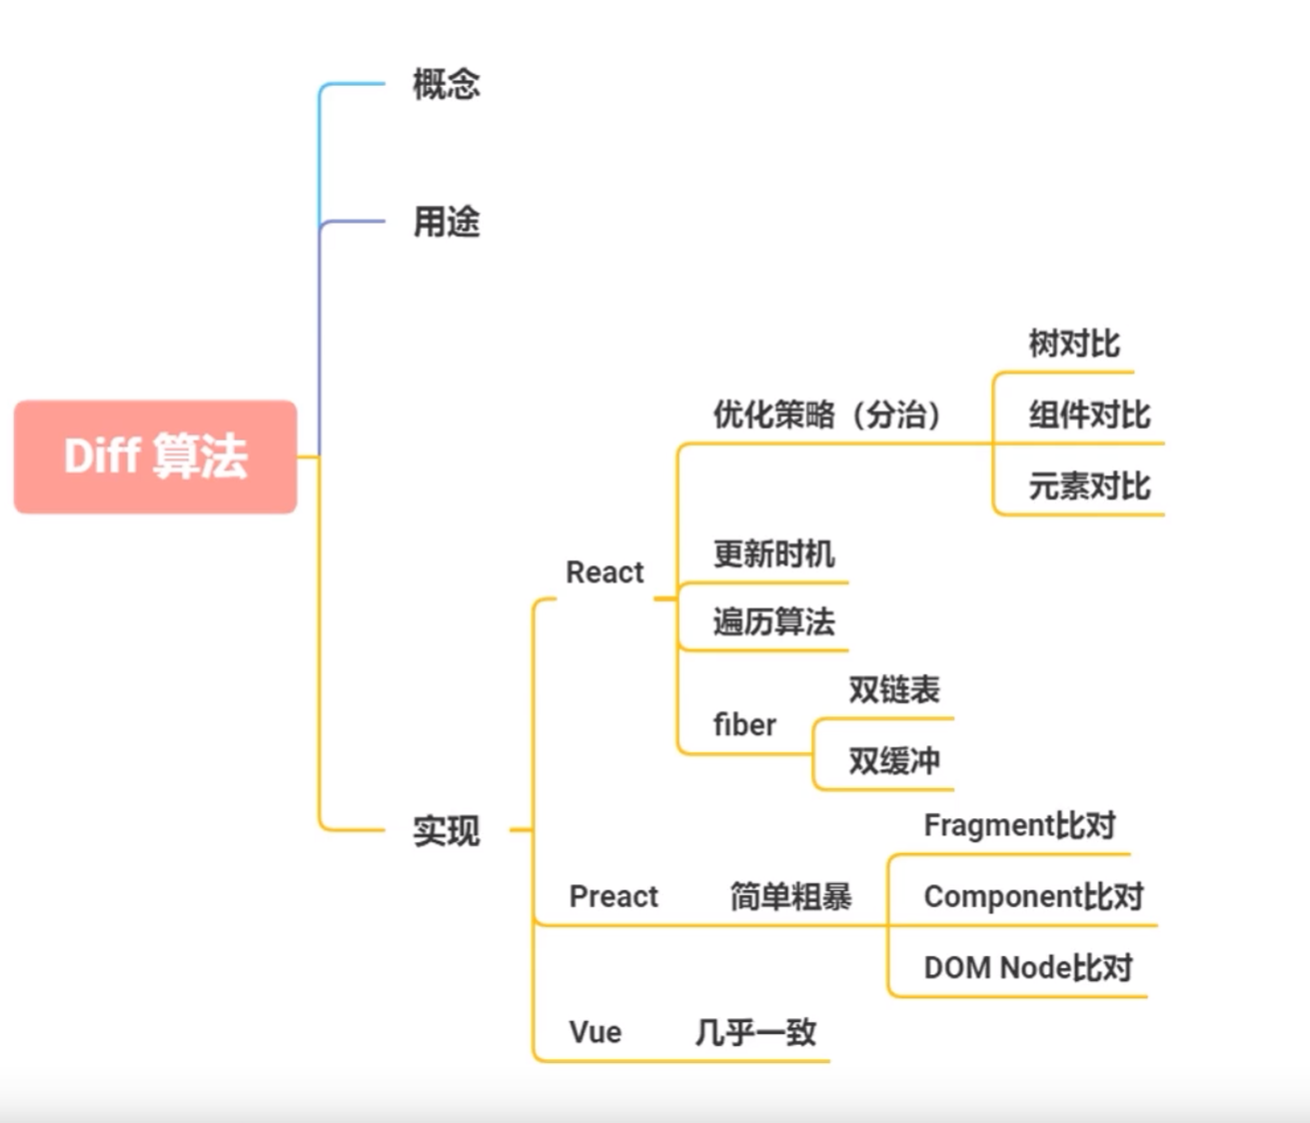 概念
用途
Diff 算法
树对比
优化策略（分治）
组件对比
元素对比
更新时机
React
遍历算法
双链表
fiber
双缓冲
实现
Fragment比对
Preact 简单粗暴 Component比对
DOM Node比对
Vue 几乎一致